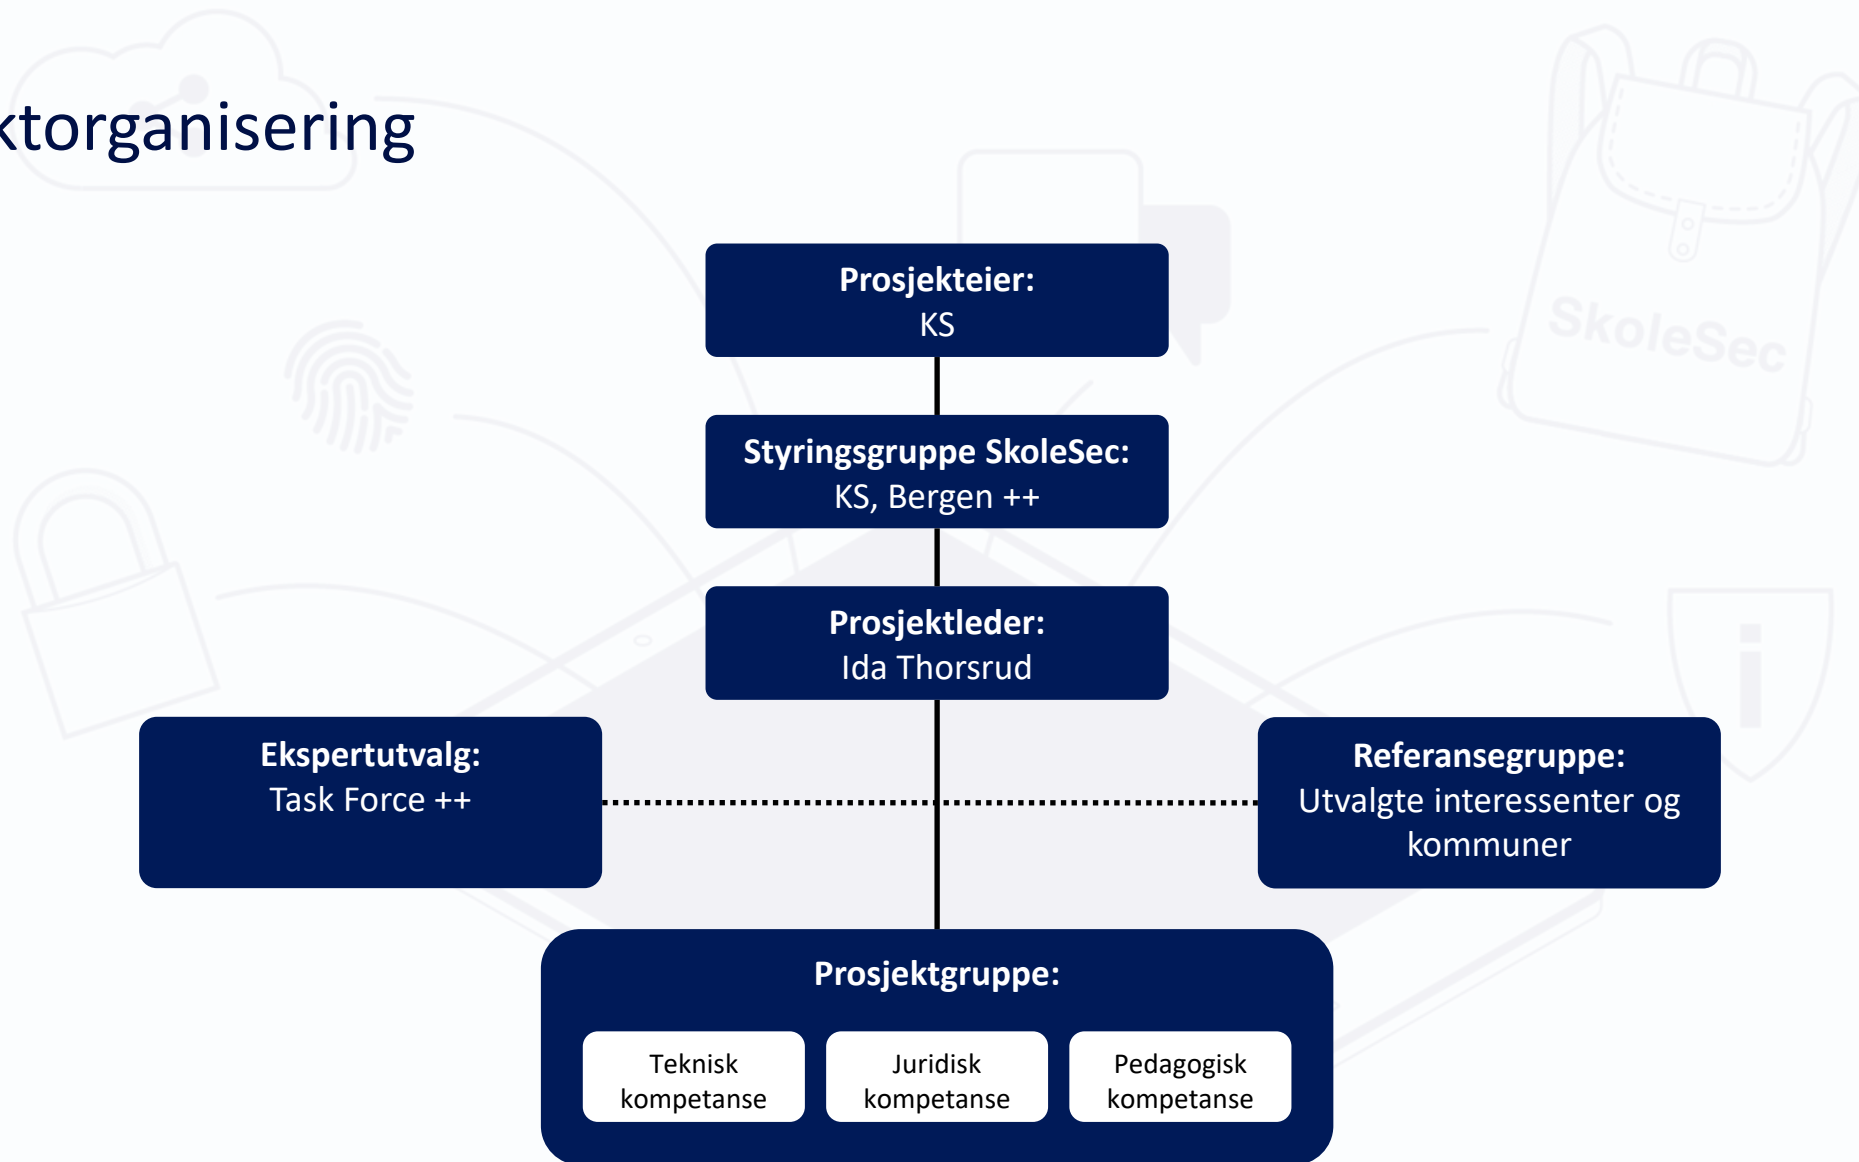 ktorganisering
Prosjekteier:
KS
SkoleSec
Styringsgruppe SkoleSec:
KS, Bergen ++
Prosjektleder:
Ida Thorsrud
i
Ekspertutvalg:
Task Force ++
Referansegruppe:
Utvalgte interessenter og
kommuner
Prosjektgruppe:
Teknisk
kompetanse
Juridisk
kompetanse
Pedagogisk
kompetanse